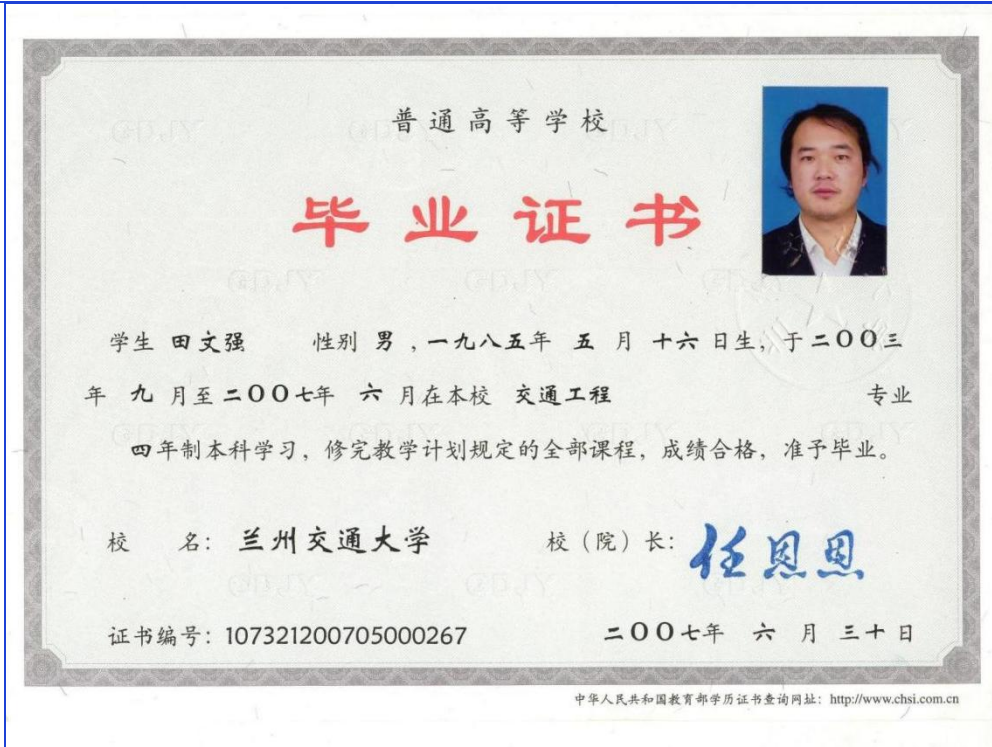 普通高等学校
毕业证书
学生 田文强 性别 男 ，一九八五年 五 月 十六 日生，于二〇〇三
年 九 月至二〇〇七年 六 月在本校 交通工程 专业
四年制本科学习，修完教学计划规定的全部课程，成绩合格，准予毕业。
校 名：兰州交通大学 校（院）长：任恩恩
证书编号：107321200705000267 二〇〇七年 六 月 三十 日
中华人民共和国教育部学历证书查询网址：http://www.chsi.com.cn